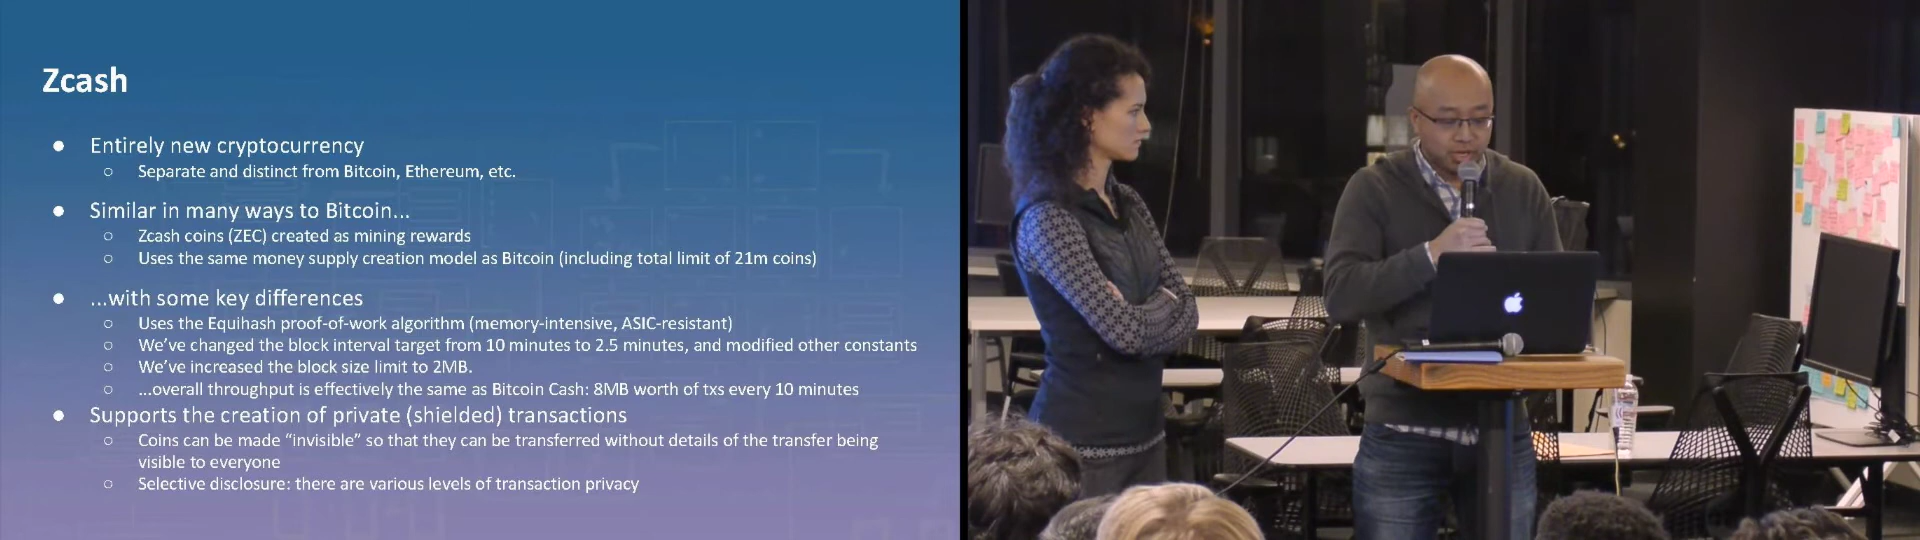 Zcash
● Entirely new cryptocurrency
○ Separate and distinct from Bitcoin, Ethereum, etc.
● Similar in many ways to Bitcoin...
○ Zcash coins (ZEC) created as mining rewards
○ Uses the same money supply creation model as Bitcoin (including total limit of 21m coins)
● ...with some key differences
○ Uses the Equihash proof-of-work algorithm (memory-intensive, ASIC-resistant)
○ We've changed the block interval target from 10 minutes to 2.5 minutes, and modified other constants
○ We've increased the block size limit to 2MB.
○ ...overall throughput is effectively the same as Bitcoin Cash: 8MB worth of txs every 10 minutes
● Supports the creation of private (shielded) transactions
○ Coins can be made “invisible” so that they can be transferred without details of the transfer being
visible to everyone
○ Selective disclosure: there are various levels of transaction privacy